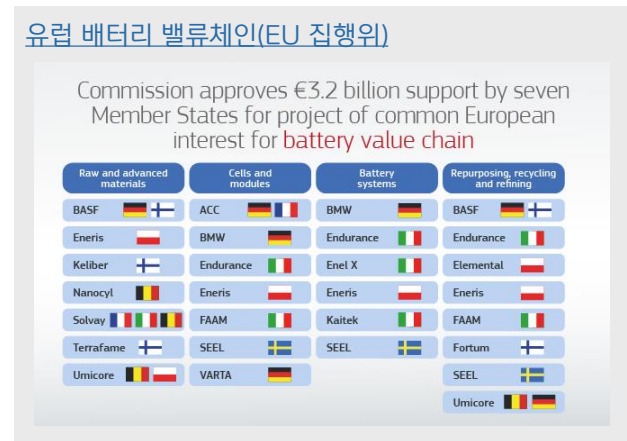 유럽 배터리 밸류체인(EU 집행위)
Commission approves €3.2 billion support by seven
Member States for project of common European
interest for battery value chain
Raw and advanced
materials
BASF
Eneris
Keliber
Nanocyl
Solvay
Terrafame
Umicore
Cells and
modules
ACC
BMW
Endurance
Eneris
FAAM
SEEL
VARTA
Battery
systems
BMW
Endurance
Enel X
Eneris
Kaitek
SEEL
Repurposing, recycling
and refining
BASF
Endurance
Elemental
Eneris
FAAM
Fortum
SEEL
Umicore